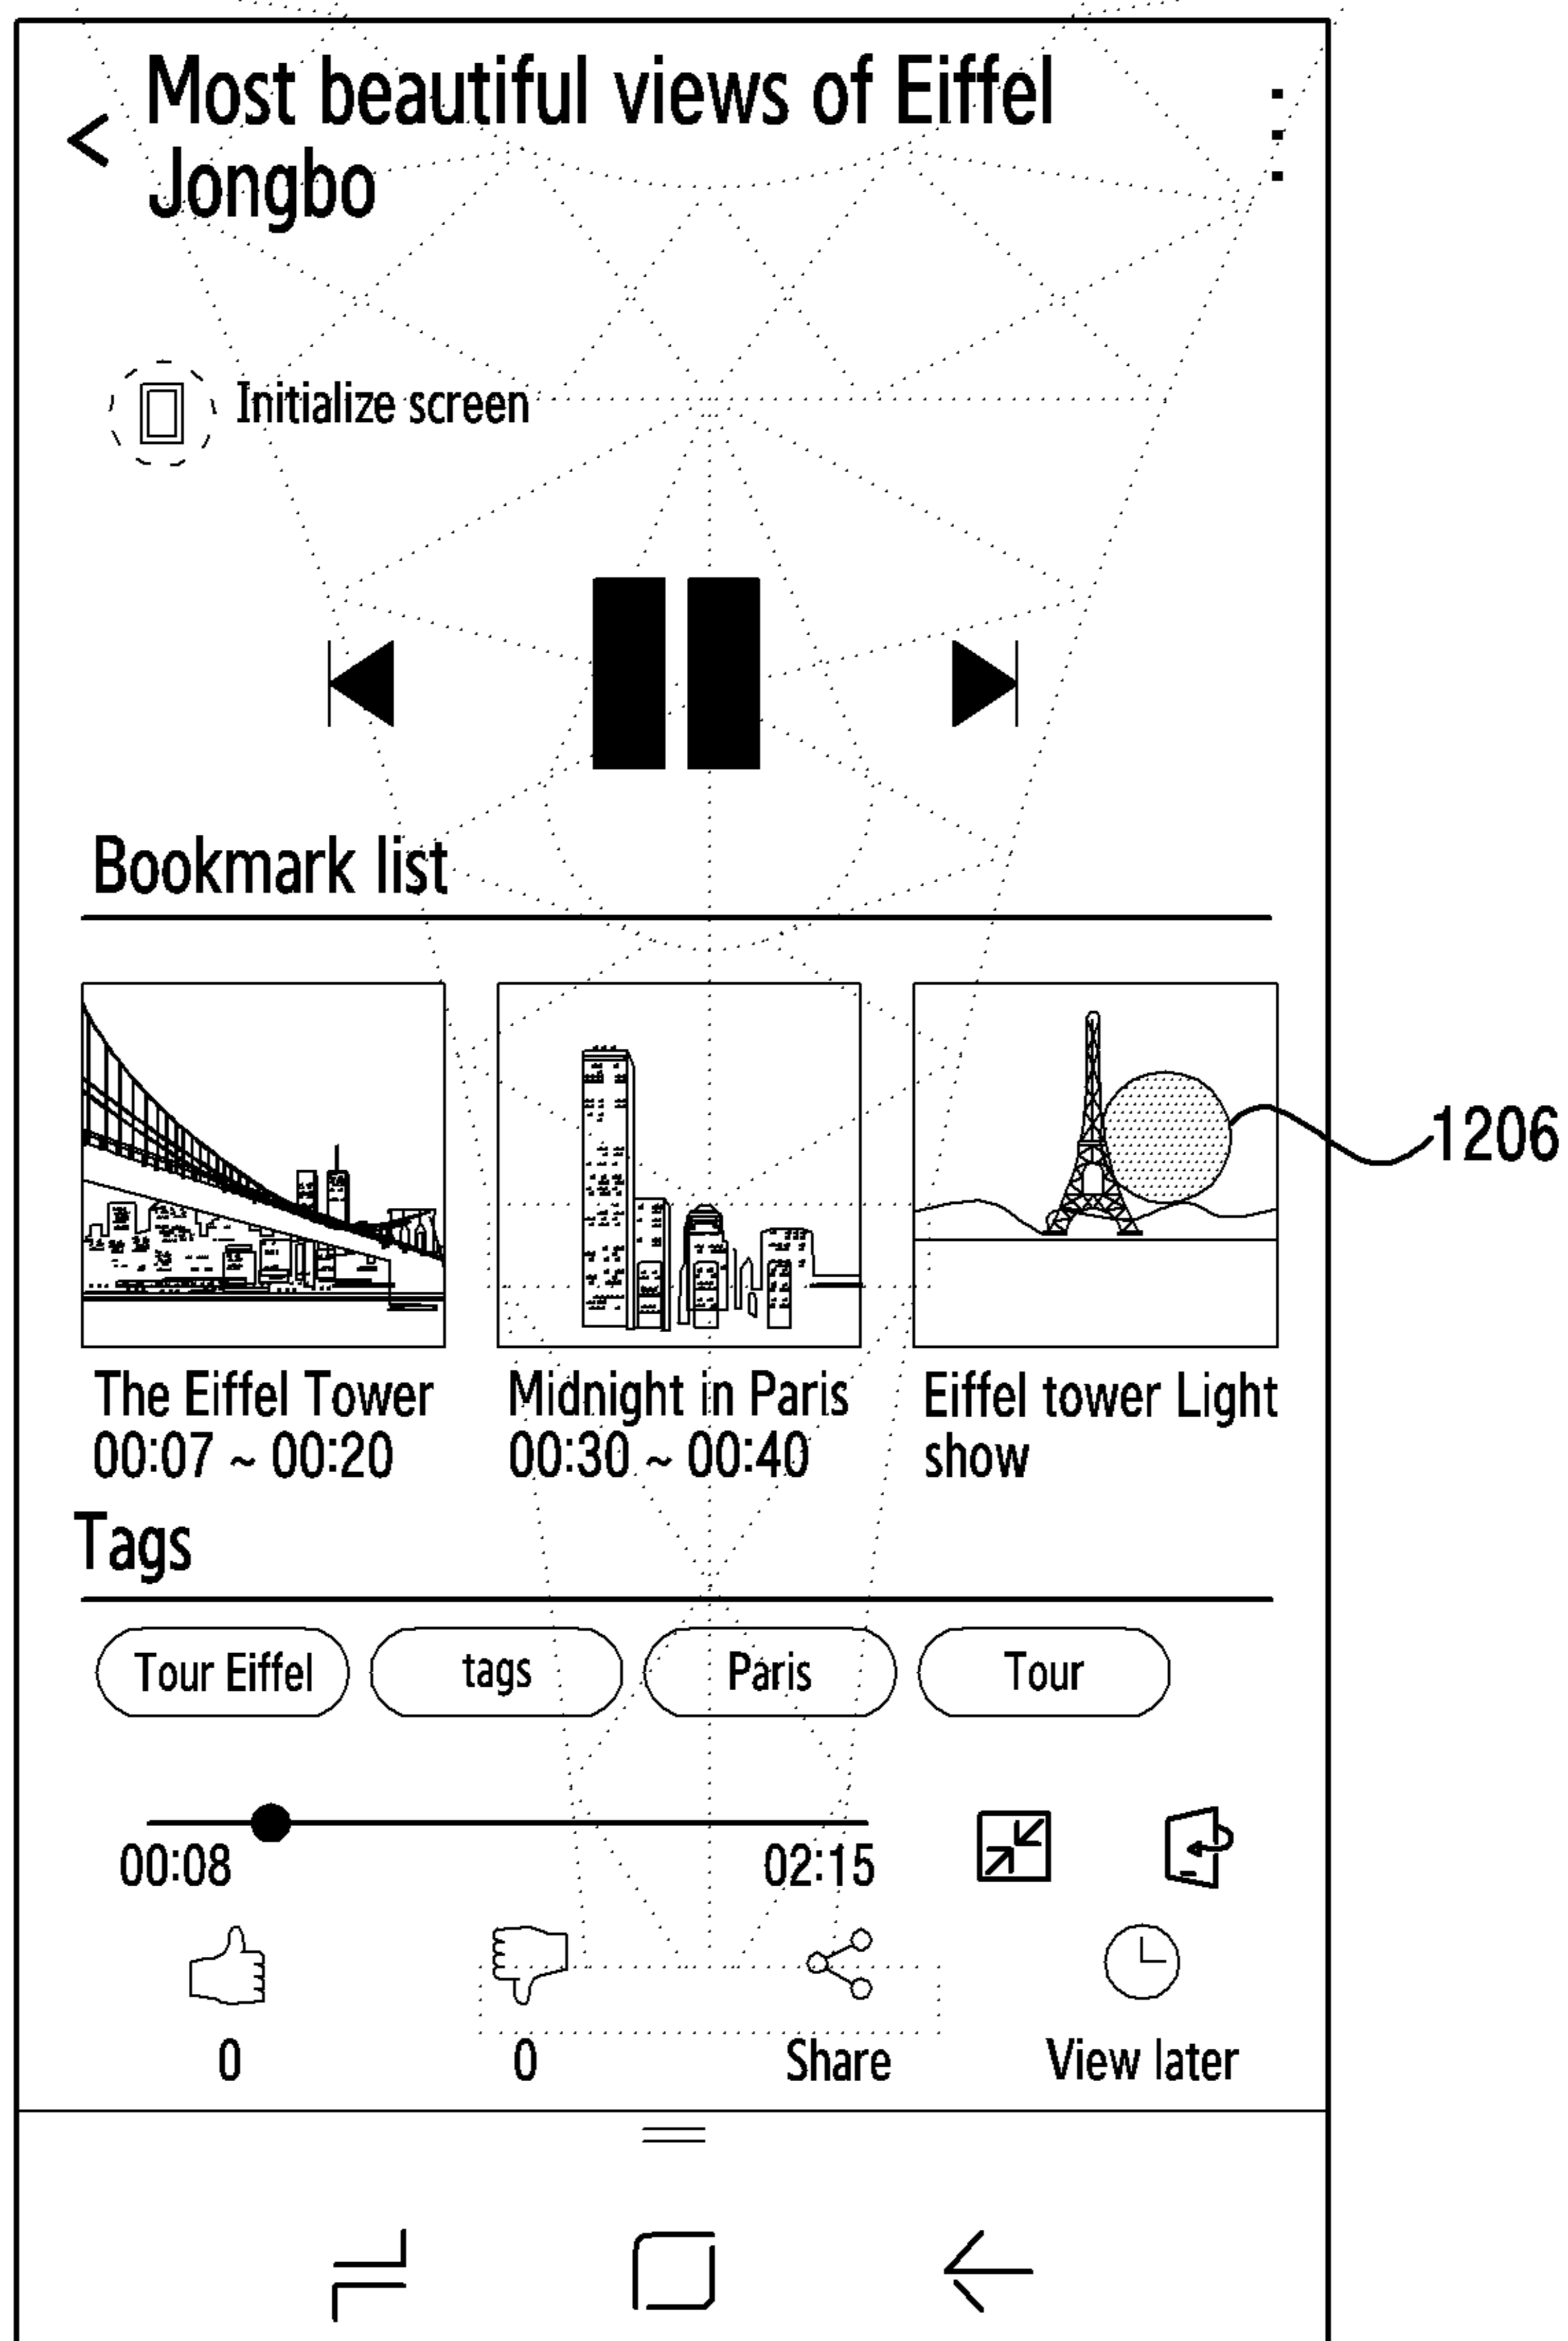 Most beautiful views of Eiffel
Jongbo
Initialize screen
Bookmark list
1206
The Eiffel Tower Midnight in Paris Eiffel tower Light
00:07 ~ 00:20 00:30 ~ 00:40 show
Tags
Tour Eiffel tags Paris Tour
00:08 02:15
0 0 Share View later